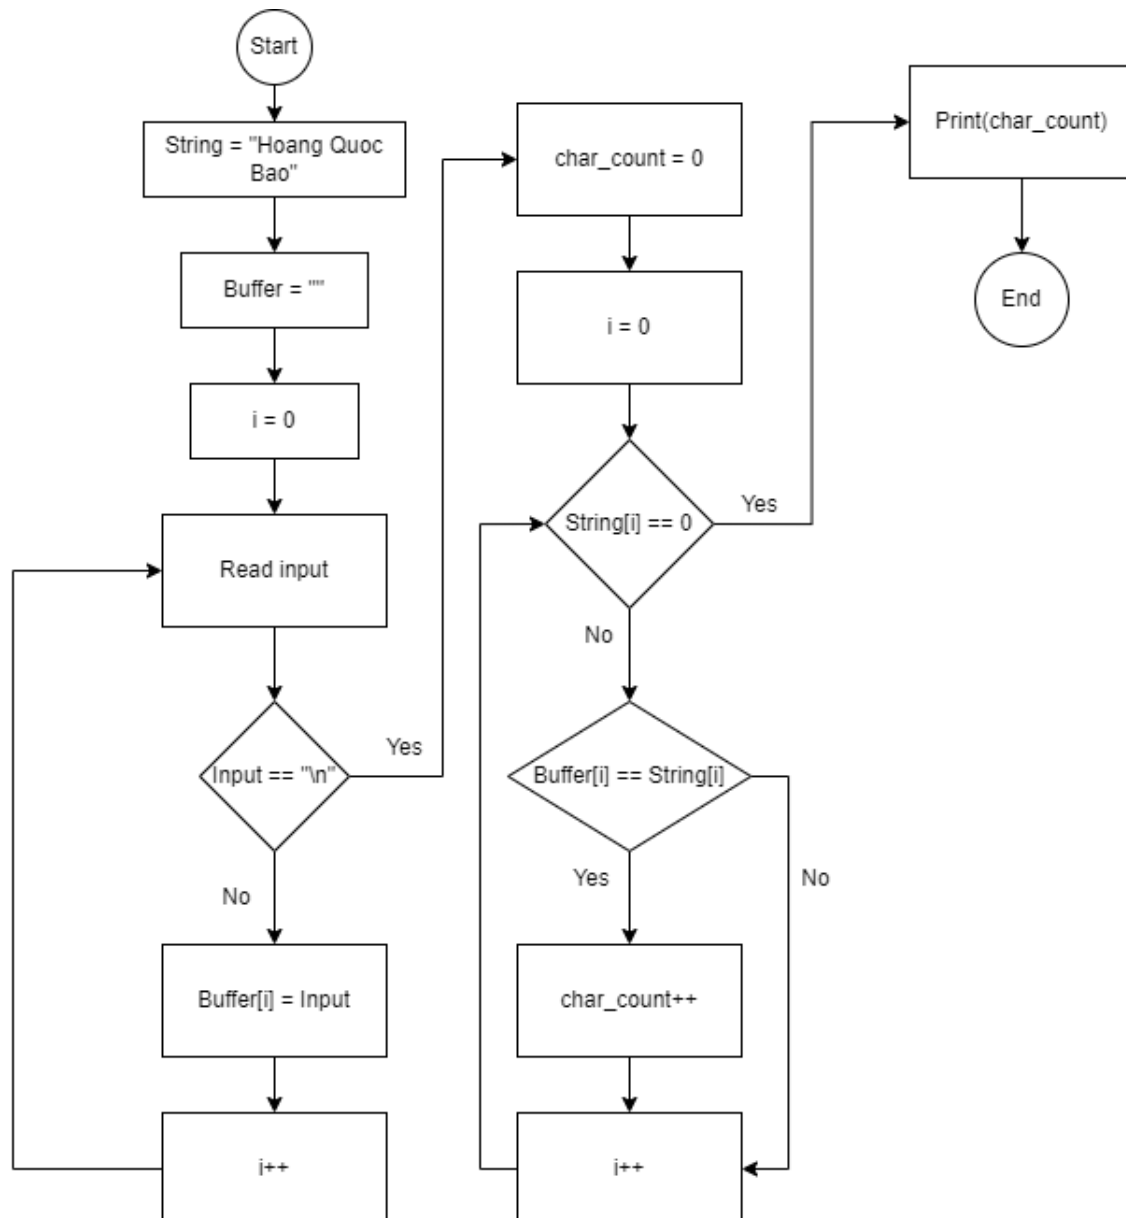 Start
String = "Hoang Quoc
Bao"
Buffer = ""
i = 0
Read input
Input == "\n"
Yes
No
Buffer[i] = Input
i++
char_count = 0
i = 0
String[i] == 0
Yes
No
Buffer[i] == String[i]
Yes
No
char_count++
i++
Print(char_count)
End